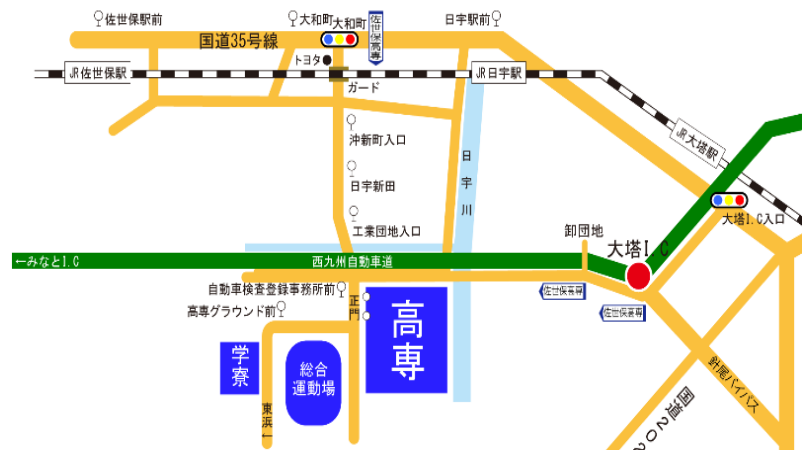 佐世保駅前
大和町
大和町
佐世保高専
日宇駅前
国道35号線
トヨタ
JR佐世保駅
JR日宇駅
ガード
JR大塔駅
沖新町入口
日宇川
日宇新田
工業団地入口
卸団地
大塔I.C
大塔I.C入口
←みなとI.C
西九州自動車道
自動車検査登録事務所前
高専グラウンド前
正門
高専
佐世保高専
佐世保高専
学寮
総合
運動場
東浜↓
針尾バイパス
国道20